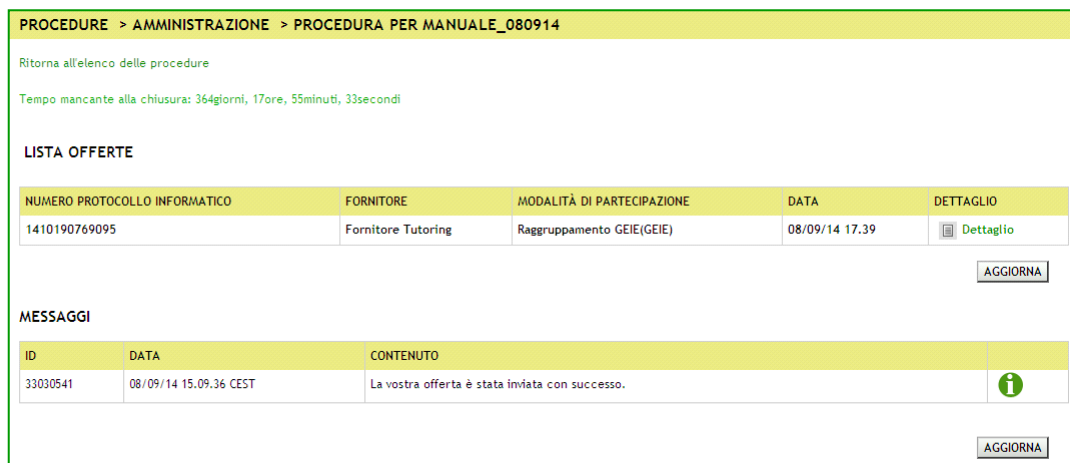 PROCEDURE > AMMINISTRAZIONE > PROCEDURA PER MANUALE_080914
Ritorna all'elenco delle procedure
Tempo mancante alla chiusura: 364giorni, 17ore, 55minuti, 33secondi
LISTA OFFERTE
NUMERO PROTOCOLLO INFORMATICO FORNITORE MODALITÀ DI PARTECIPAZIONE DATA DETTAGLIO
1410190769095 Fornitore Tutoring Raggruppamento GEIE(GEIE) 08/09/14 17.39 Dettaglio
AGGIORNA
MESSAGGI
ID DATA CONTENUTO
33030541 08/09/14 15.09.36 CEST La vostra offerta è stata inviata con successo.
AGGIORNA